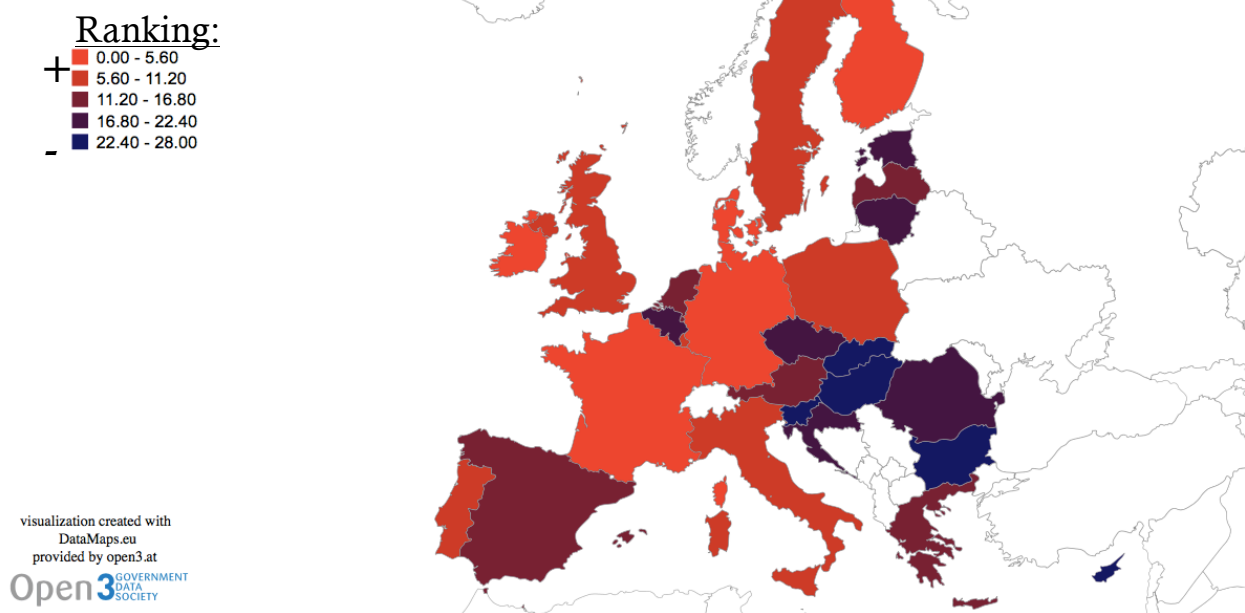 Ranking:
+
0.00 - 5.60
5.60 - 11.20
11.20 - 16.80
16.80 - 22.40
22.40 - 28.00
-
visualization created with
DataMaps.eu
provided by open3.at
Open3 GOVERNMENT
DATA
SOCIETY